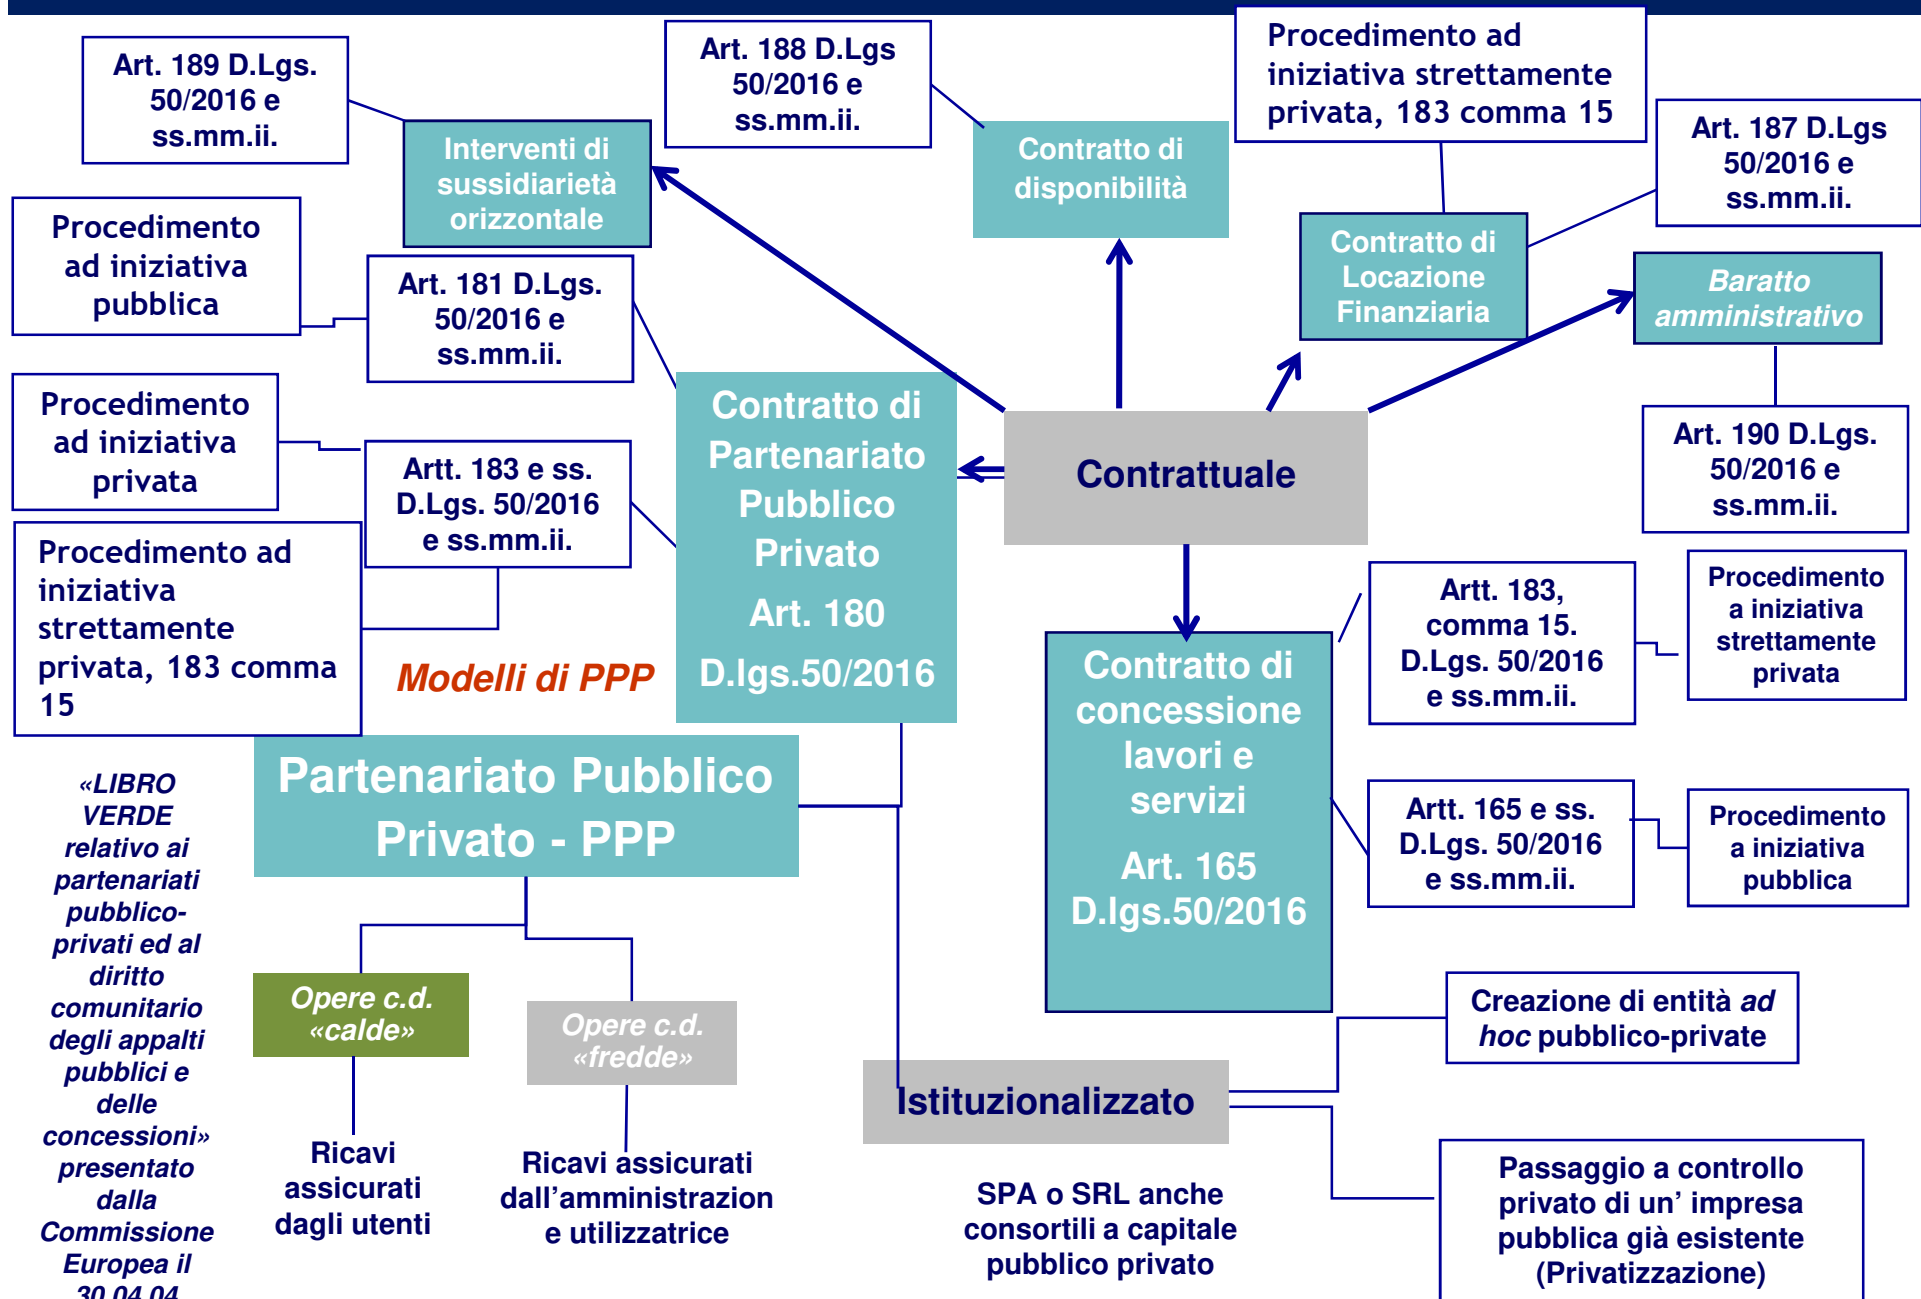 Art. 189 D.Lgs.
50/2016 e
ss.mm.ii.
Art. 188 D.Lgs
50/2016 e
ss.mm.ii.
Procedimento ad
iniziativa strettamente
privata, 183 comma 15
Art. 187 D.Lgs
50/2016 e
ss.mm.ii.
Interventi di
sussidiarietà
orizzontale
Contratto di
disponibilità
Contratto di
Locazione
Finanziaria
Baratto
amministrativo
Procedimento
ad iniziativa
pubblica
Art. 181 D.Lgs.
50/2016 e
ss.mm.ii.
Procedimento
ad iniziativa
privata
Artt. 183 e ss.
D.Lgs. 50/2016
e ss.mm.ii.
Contratto di
Partenariato
Pubblico
Privato
Art. 180
D.lgs.50/2016
Contrattuale
Art. 190 D.Lgs.
50/2016 e
ss.mm.ii.
Procedimento ad
iniziativa
strettamente
privata, 183 comma
15
Modelli di PPP
Contratto di
concessione
lavori e
servizi
Art. 165
D.lgs.50/2016
Artt. 183,
comma 15.
D.Lgs. 50/2016
e ss.mm.ii.
Procedimento
a iniziativa
strettamente
privata
Artt. 165 e ss.
D.Lgs. 50/2016
e ss.mm.ii.
Procedimento
a iniziativa
pubblica
Partenariato Pubblico
Privato - PPP
«LIBRO
VERDE
relativo ai
partenariati
pubblico-
privati ed al
diritto
comunitario
degli appalti
pubblici e
delle
concessioni»
presentato
dalla
Commissione
Europea il
30.04.04
Opere c.d.
«calde»
Opere c.d.
«fredde»
Ricavi
assicurati
dagli utenti
Ricavi assicurati
dall'amministrazion
e utilizzatrice
Istituzionalizzato
SPA o SRL anche
consortili a capitale
pubblico privato
Creazione di entità ad
hoc pubblico-private
Passaggio a controllo
privato di un' impresa
pubblica già esistente
(Privatizzazione)